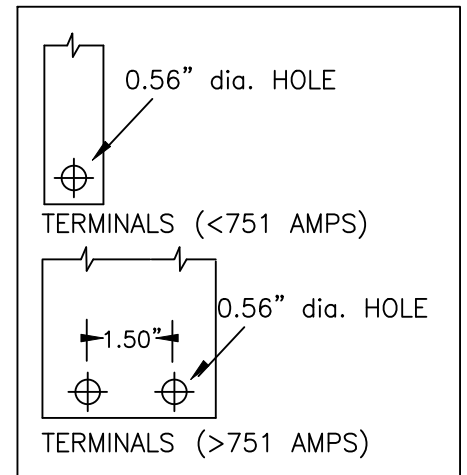 0.56” dia. HOLE
TERMINALS (<751 AMPS)
0.56” dia. HOLE
1.50”
TERMINALS (>751 AMPS)